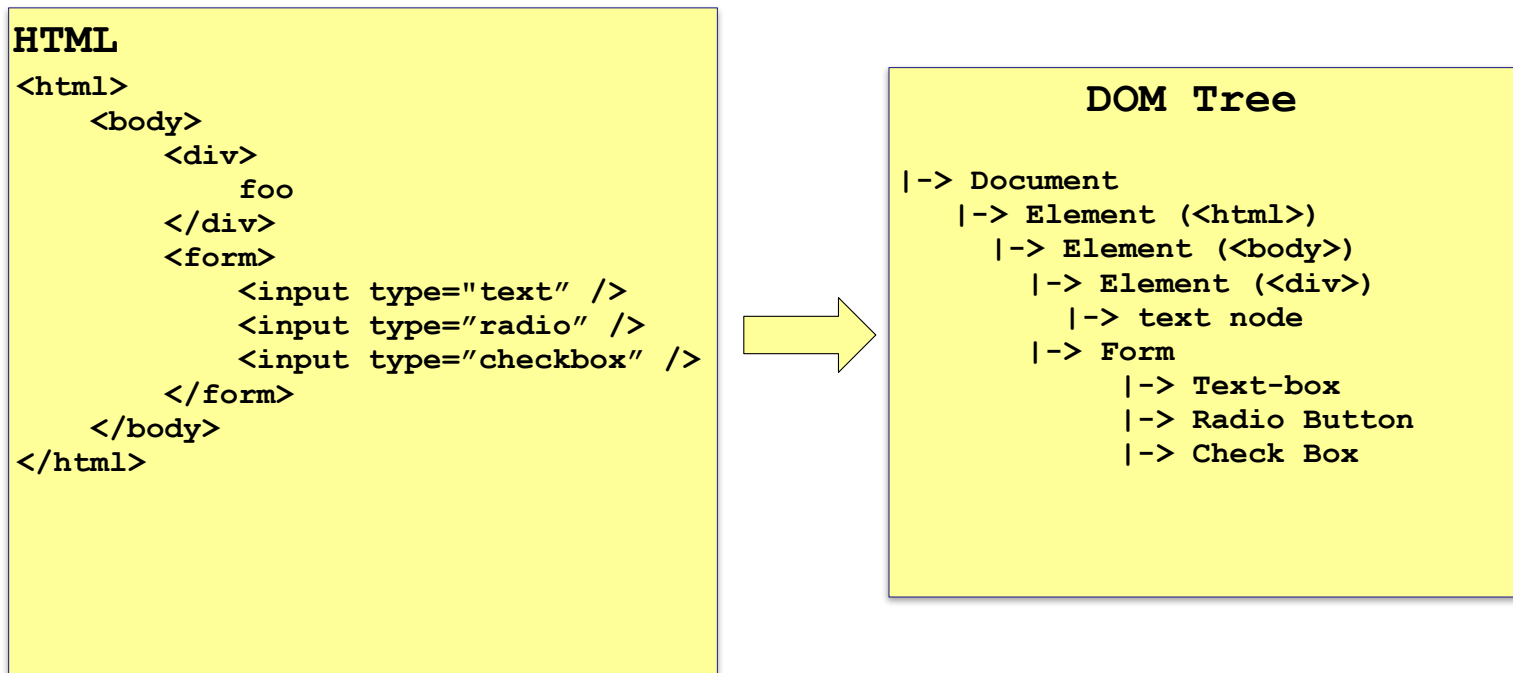 HTML
<html>
<body>
<div>
foo
</div>
<form>
<input type="text” />
<input type=”radio” />
<input type=”checkbox” />
</form>
</body>
</html>
DOM Tree
|-> Document
|-> Element (<html>)
|-> Element (<body>)
|-> Element (<div>)
|-> text node
|-> Form
|-> Text-box
|-> Radio Button
|-> Check Box